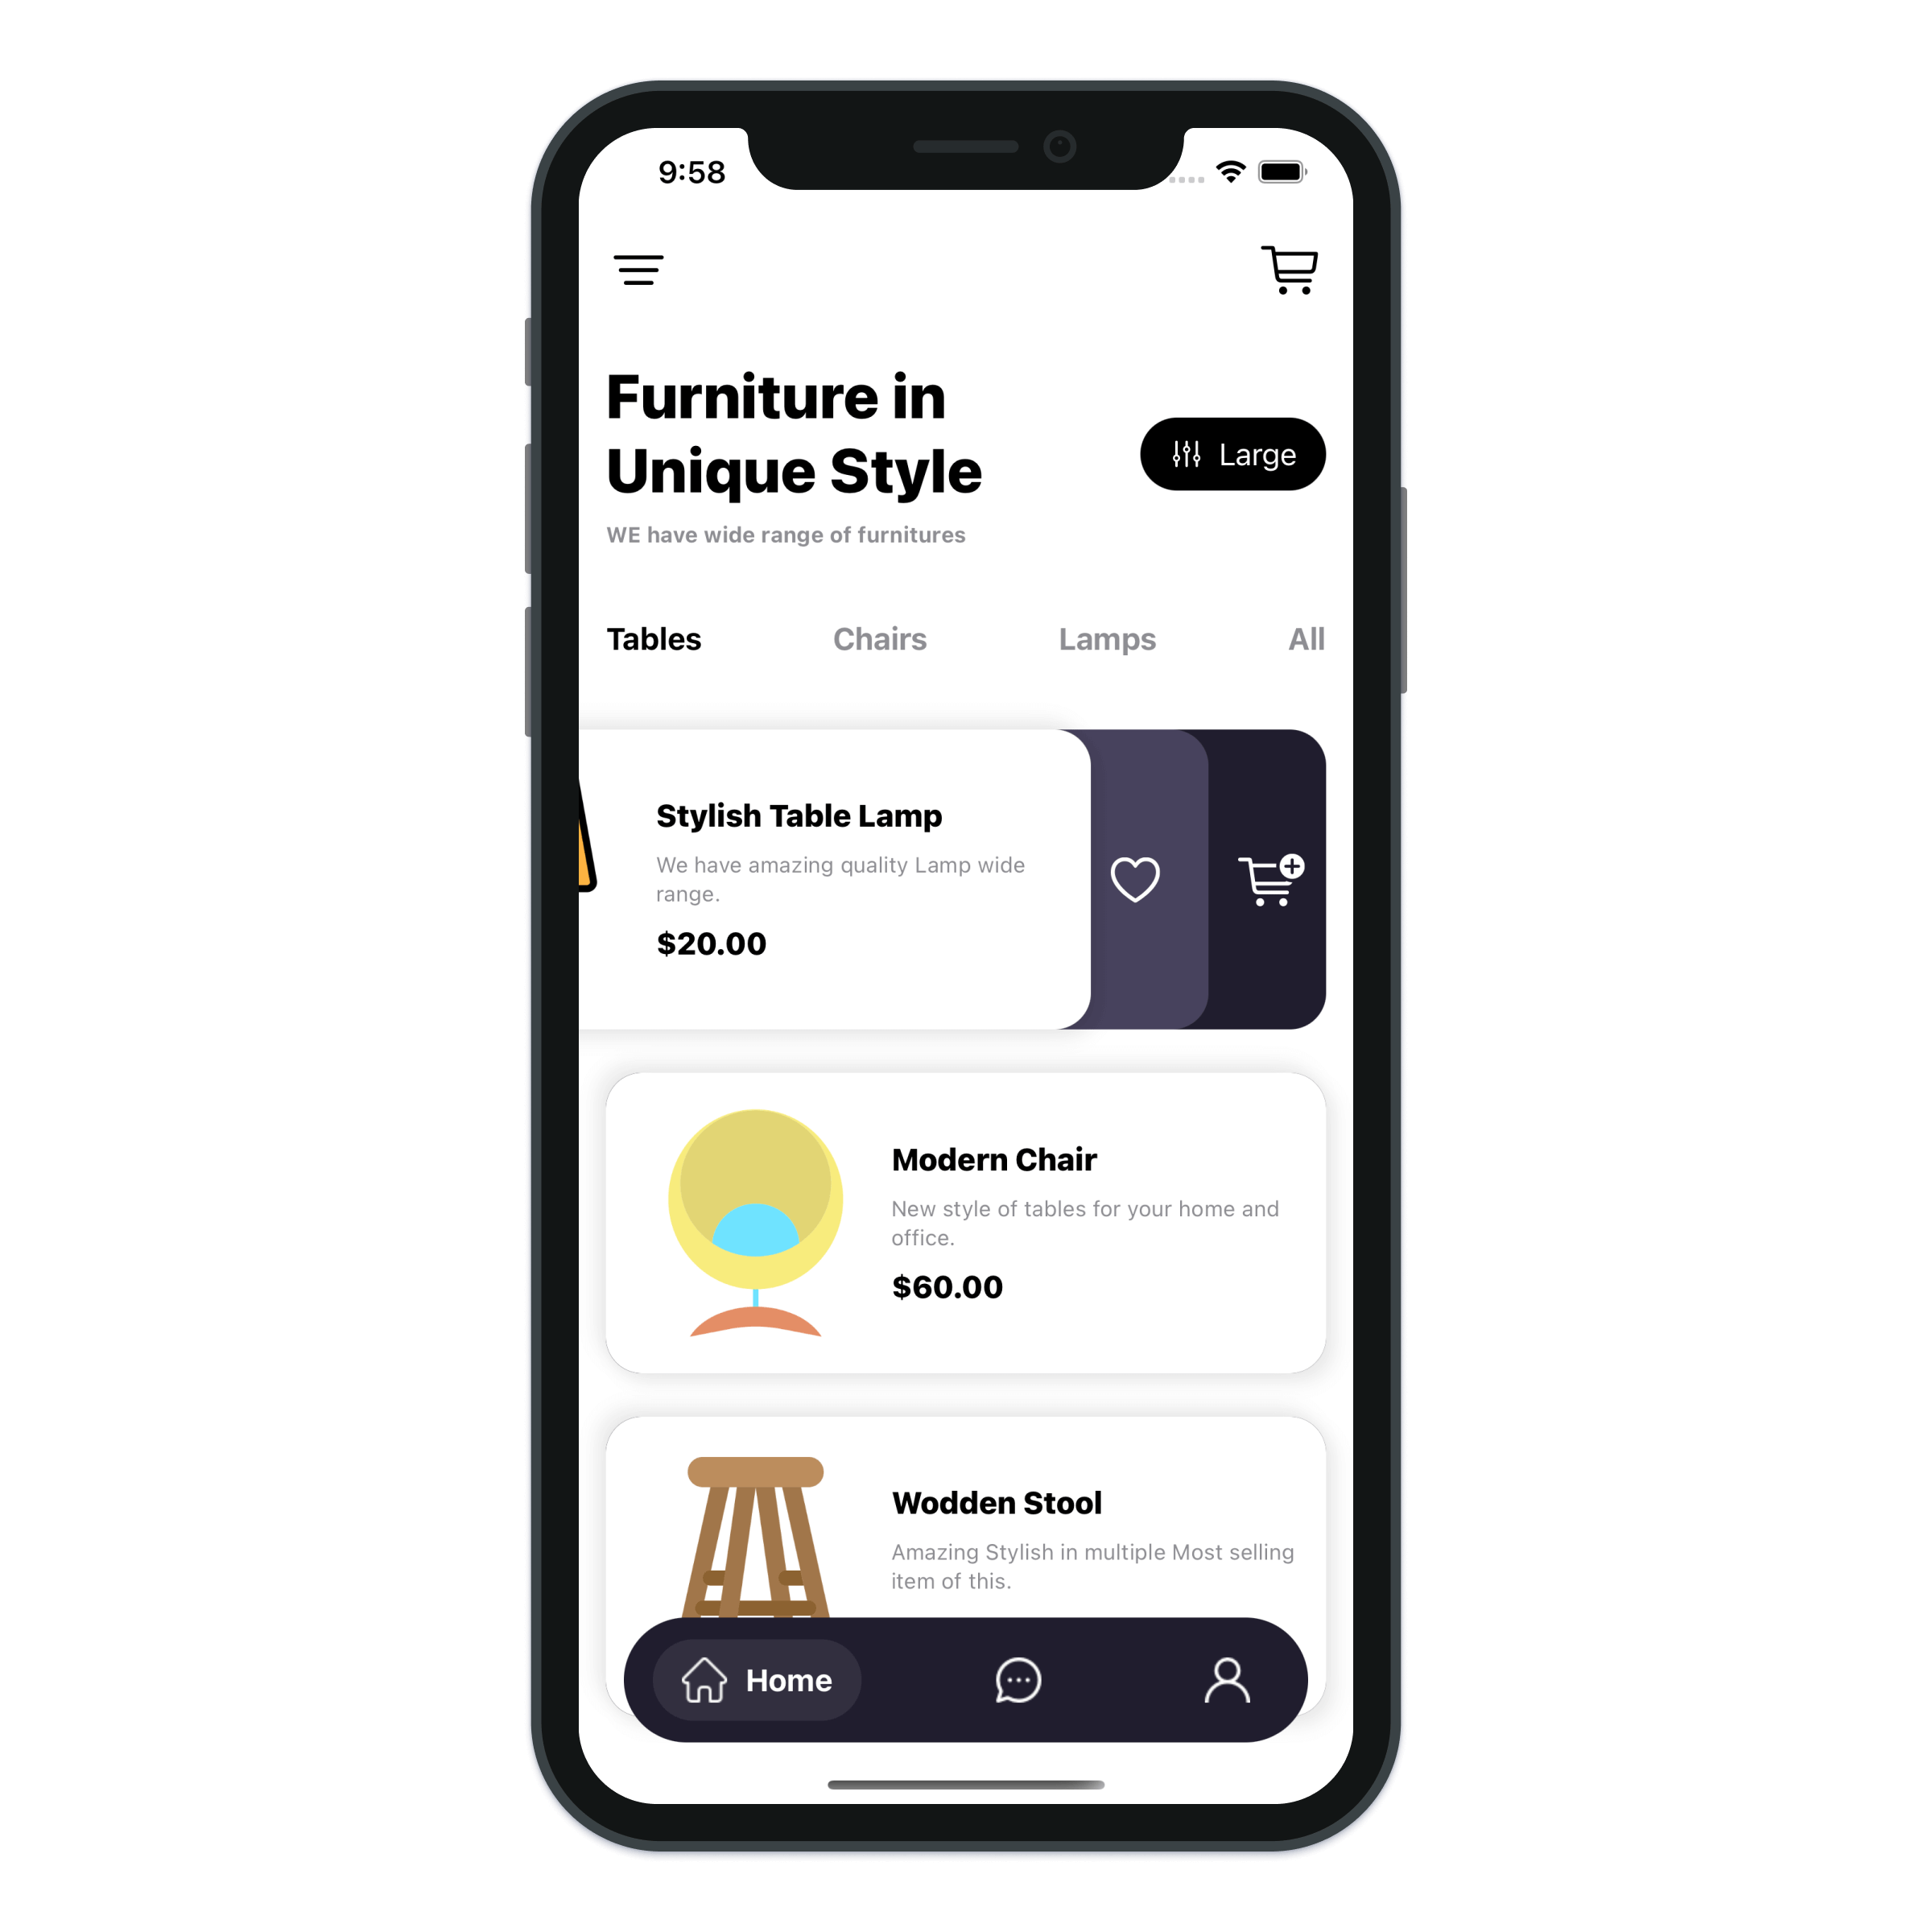 9:58
Furniture in
Unique Style
Large
WE have wide range of furnitures
Tables Chairs Lamps All
Stylish Table Lamp
We have amazing quality Lamp wide
range.
$20.00
Modern Chair
New style of tables for your home and
office.
$60.00
Wodden Stool
Amazing Stylish in multiple Most selling
item of this.
Home